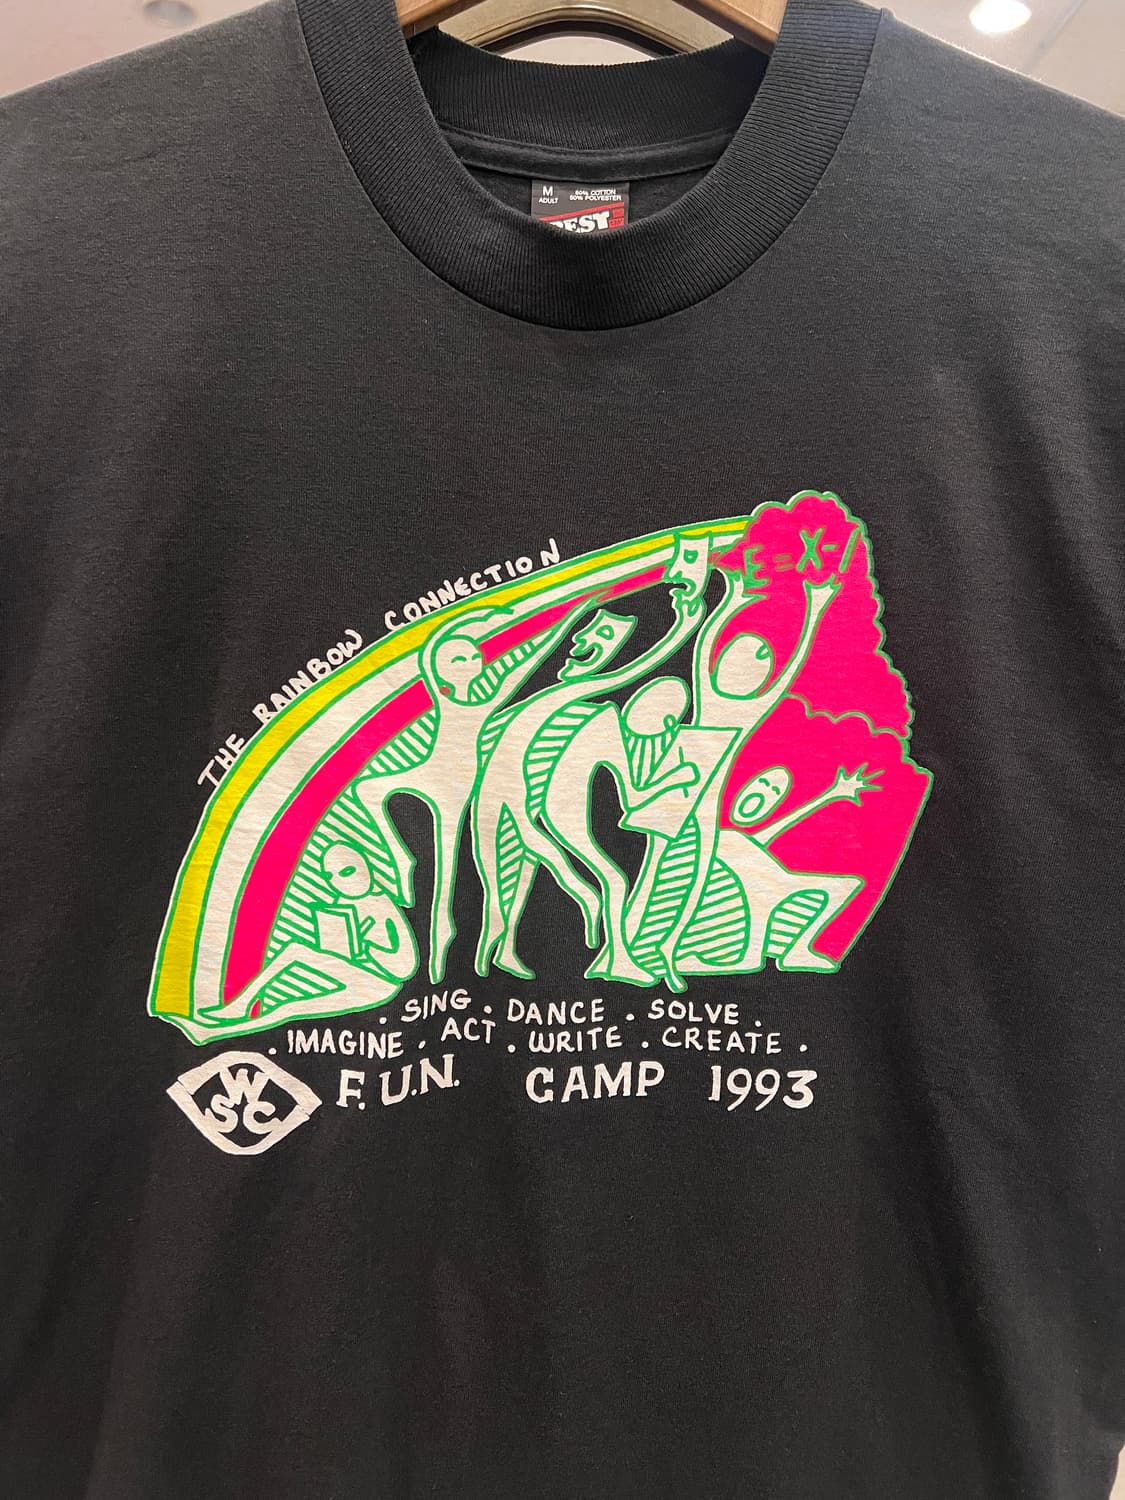 M
ADULT
50% COTTON
50% POLYESTER
BEST
THE RAINBOW CONNECTION
E=X-1
. SING . DANCE . SOLVE .
. IMAGINE . ACT . WRITE . CREATE .
WSC
F.U.N. CAMP 1993